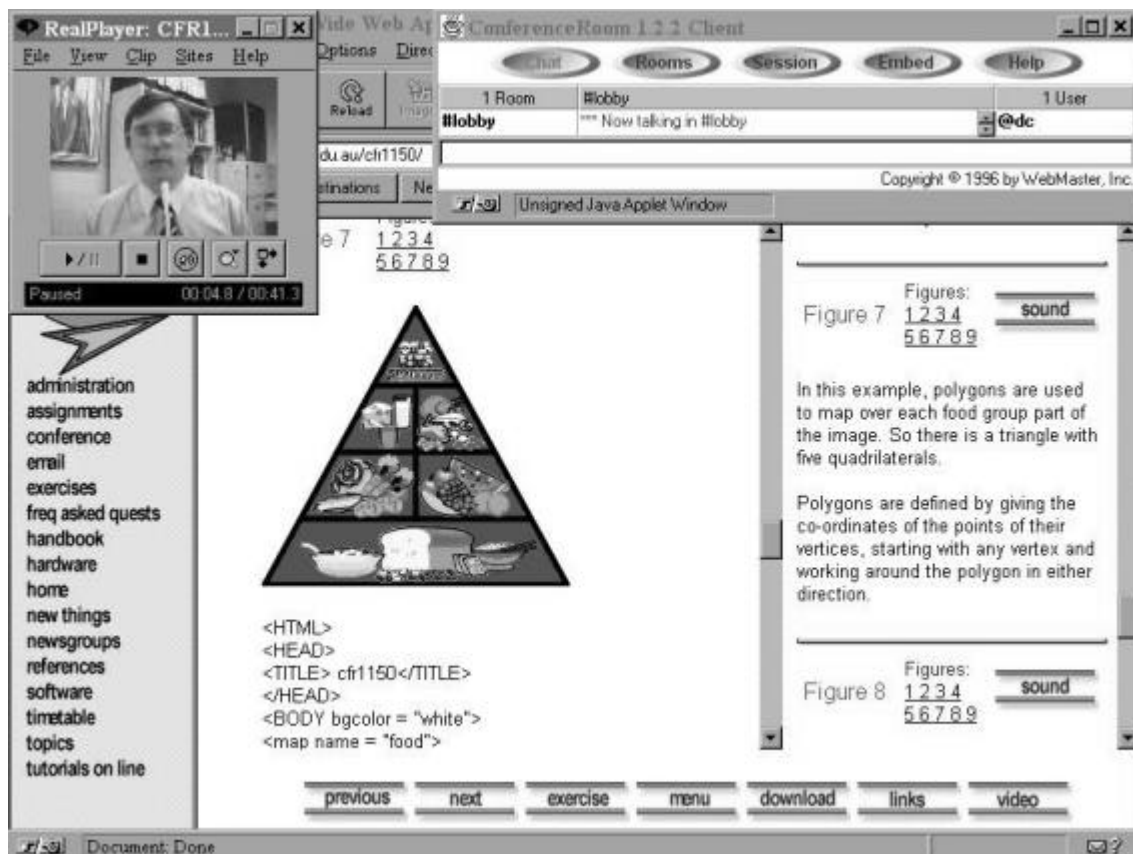 RealPlayer: CFR1...
File View Clip Sites Help
Paused 00:04.8 / 00:41.3
Wide Web Ap
Options Direc
Reload
du.au/cfr1150/
stinations Ne
ConferenceRoom 1.2.2 Client
Chat Rooms Session Embed Help
1 Room #lobby 1 User
#lobby *** Now talking in #lobby @dc
Copyright © 1996 by WebMaster, Inc.
Unsigned Java Applet Window
administration
assignments
conference
email
exercises
freq asked quests
handbook
hardware
home
new things
newsgroups
references
software
timetable
topics
tutorials on line
e 7
1 2 3 4
5 6 7 8 9
<HTML>
<HEAD>
<TITLE> cfr1150</TITLE>
</HEAD>
<BODY bgcolor = "white">
<map name = "food">
Figure 7 Figures: sound
1 2 3 4
5 6 7 8 9
In this example, polygons are used
to map over each food group part of
the image. So there is a triangle with
five quadrilaterals.
Polygons are defined by giving the
co-ordinates of the points of their
vertices, starting with any vertex and
working around the polygon in either
direction.
Figure 8 Figures: sound
1 2 3 4
5 6 7 8 9
previous next exercise menu download links video
Document: Done